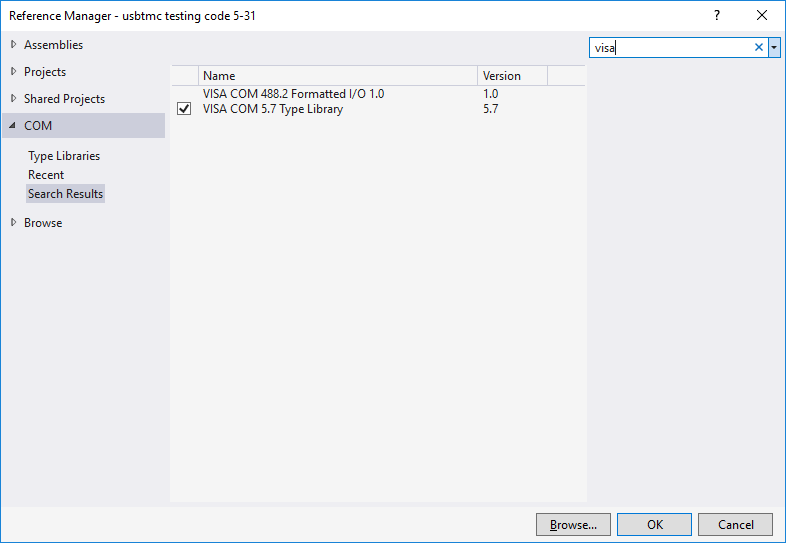 Reference Manager - usbtmc testing code 5-31
?
Assemblies
Projects
Shared Projects
COM
Type Libraries
Recent
Search Results
Browse
visa
Name Version
VISA COM 488.2 Formatted I/O 1.0 1.0
VISA COM 5.7 Type Library 5.7
Browse... OK Cancel